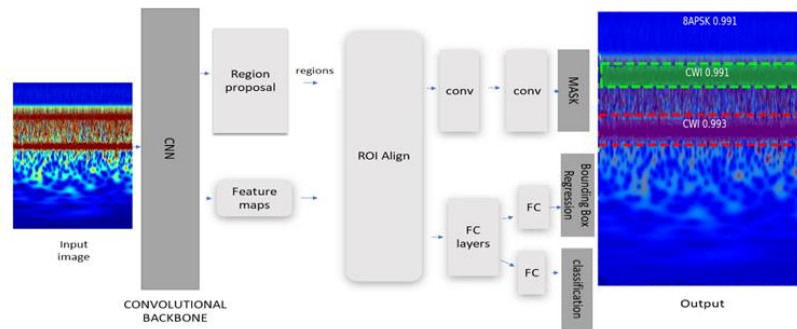 Input
image
CNN
CONVOLUTIONAL
BACKBONE
Region
proposal
regions
Feature
maps
ROI Align
conv
conv
MASK
FC
layers
FC
FC
Bounding Box
Regression
classification
8APSK 0.991
CWI 0.991
CWI 0.993
Output